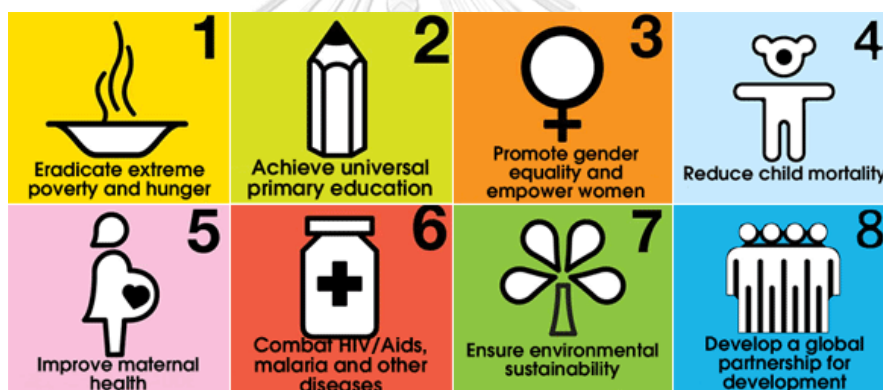 1
Eradicate extreme
poverty and hunger
2
Achieve universal
primary education
3
Promote gender
equality and
empower women
4
Reduce child mortality
5
Improve maternal
health
6
Combat HIV/Aids,
malaria and other
diseases
7
Ensure environmental
sustainability
8
Develop a global
partnership for
development